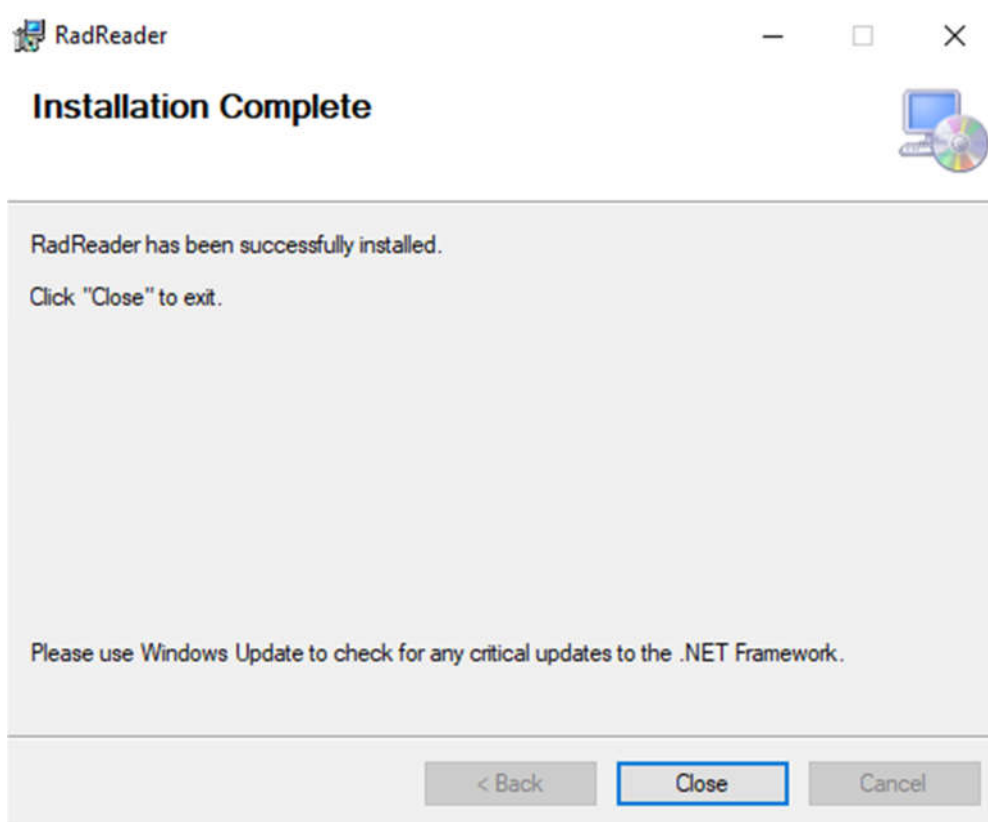 RadReader
Installation Complete
RadReader has been successfully installed.
Click "Close" to exit.
Please use Windows Update to check for any critical updates to the .NET Framework.
< Back Close Cancel